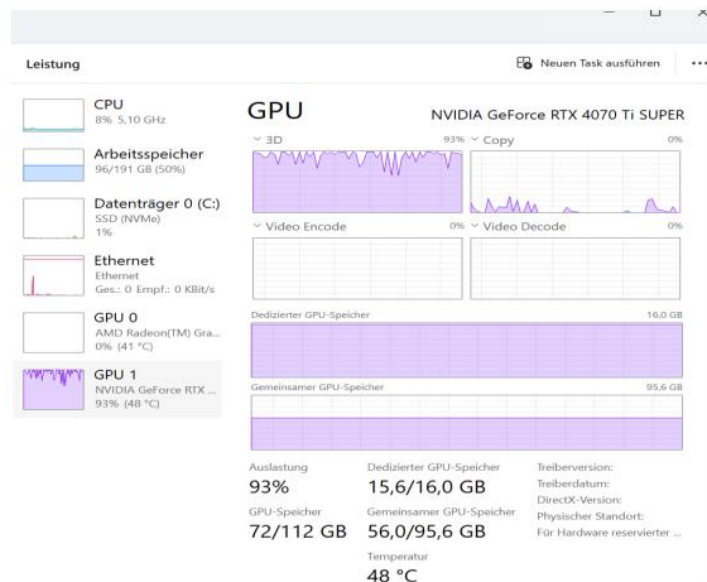 Leistung
Neuen Task ausführen
CPU
8% 5,10 GHz
Arbeitsspeicher
96/191 GB (50%)
Datenträger 0 (C:)
SSD (NVMe)
1%
Ethernet
Ethernet
Ges.: 0 Empf.: 0 KBit/s
GPU 0
AMD Radeon(TM) Gra...
0% (41 °C)
GPU 1
NVIDIA GeForce RTX ...
93% (48 °C)
GPU NVIDIA GeForce RTX 4070 Ti SUPER
3D 93% Copy 0%
Video Encode 0% Video Decode 0%
Dedizierter GPU-Speicher 16,0 GB
Gemeinsamer GPU-Speicher 95,6 GB
Auslastung Dedizierter GPU-Speicher
93% 15,6/16,0 GB
GPU-Speicher Gemeinsamer GPU-Speicher
72/112 GB 56,0/95,6 GB
Temperatur
48 °C
Treiberversion:
Treiberdatum:
DirectX-Version:
Physischer Standort:
Für Hardware reservierter ...